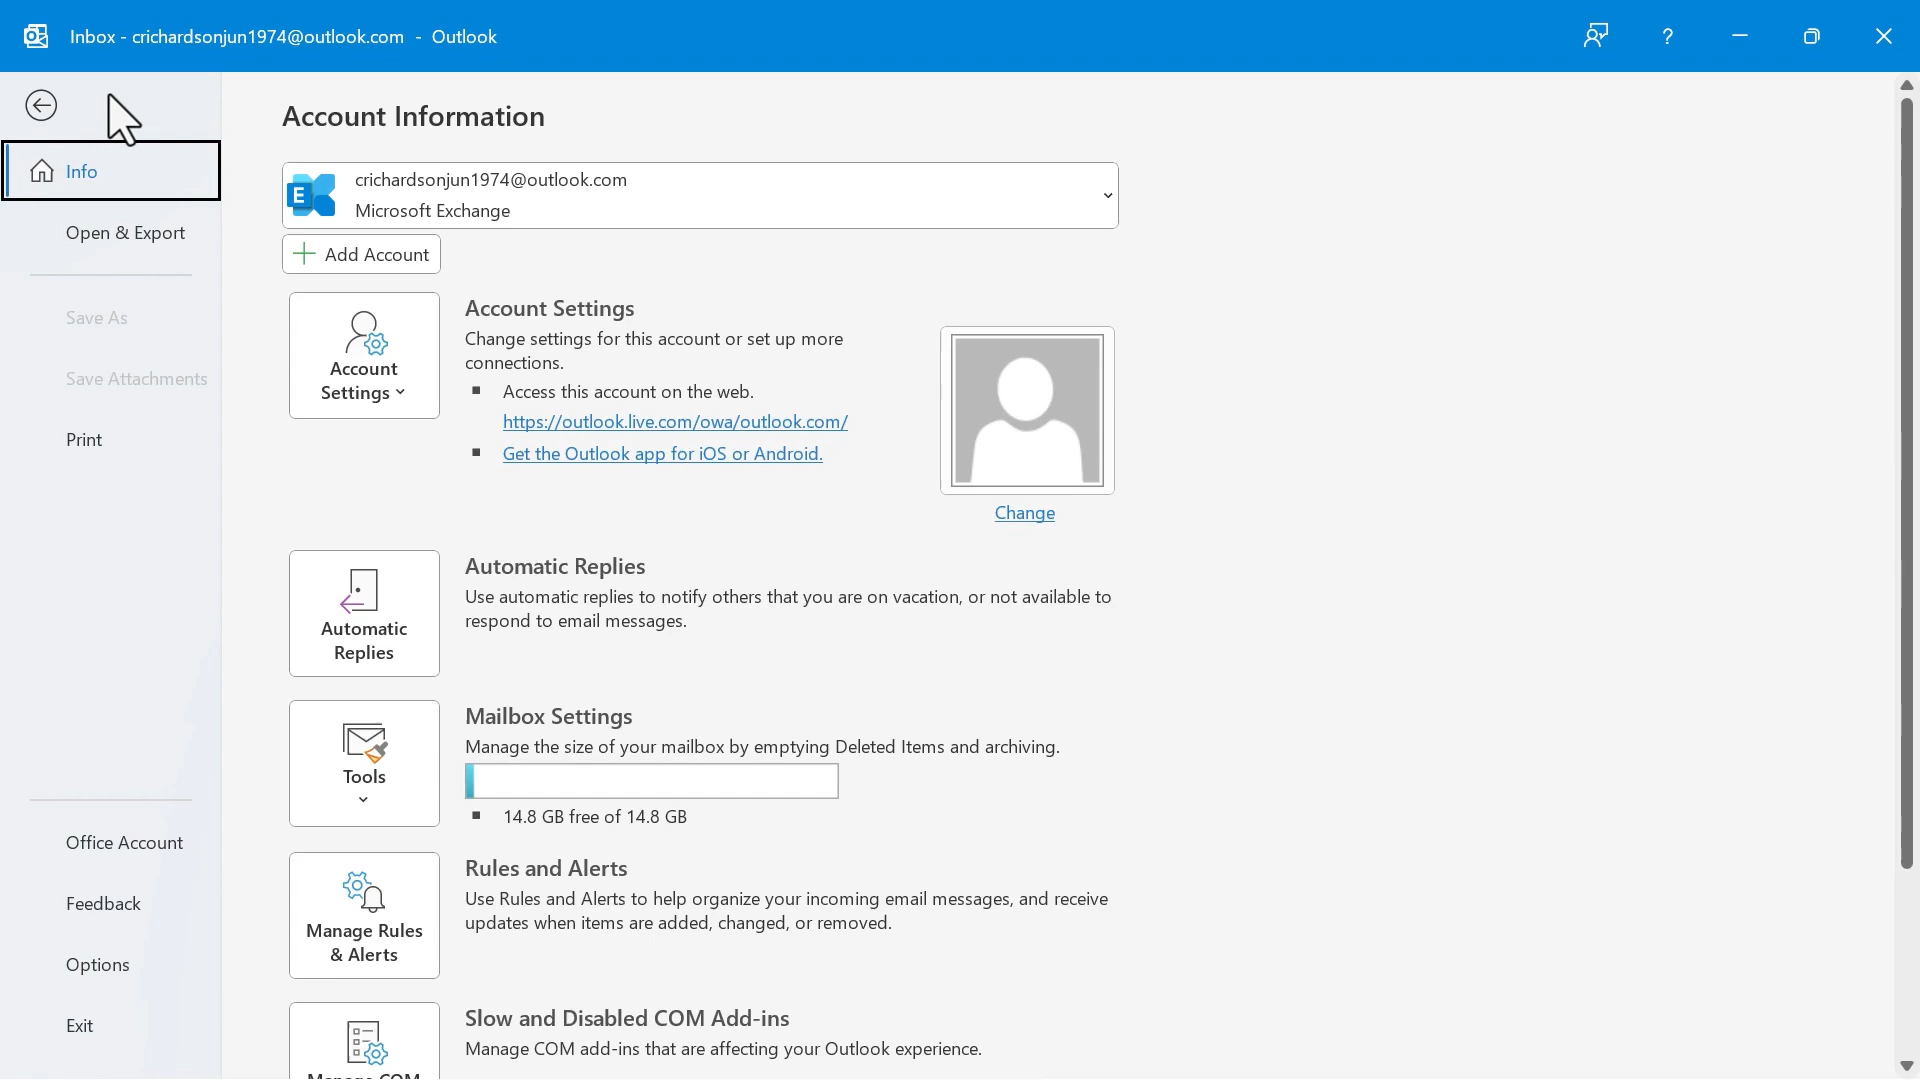 Inbox - crichardsonjun1974@outlook.com - Outlook
?
Info
Open & Export
Save As
Save Attachments
Print
Office Account
Feedback
Options
Exit
Account Information
E
crichardsonjun1974@outlook.com
Microsoft Exchange
Add Account
Account
Settings
Account Settings
Change settings for this account or set up more
connections.
Access this account on the web.
https://outlook.live.com/owa/outlook.com/
Get the Outlook app for iOS or Android.
Change
Automatic
Replies
Automatic Replies
Use automatic replies to notify others that you are on vacation, or not available to
respond to email messages.
Tools
Mailbox Settings
Manage the size of your mailbox by emptying Deleted Items and archiving.
14.8 GB free of 14.8 GB
Manage Rules
& Alerts
Rules and Alerts
Use Rules and Alerts to help organize your incoming email messages, and receive
updates when items are added, changed, or removed.
Manage COM
Slow and Disabled COM Add-ins
Manage COM add-ins that are affecting your Outlook experience.